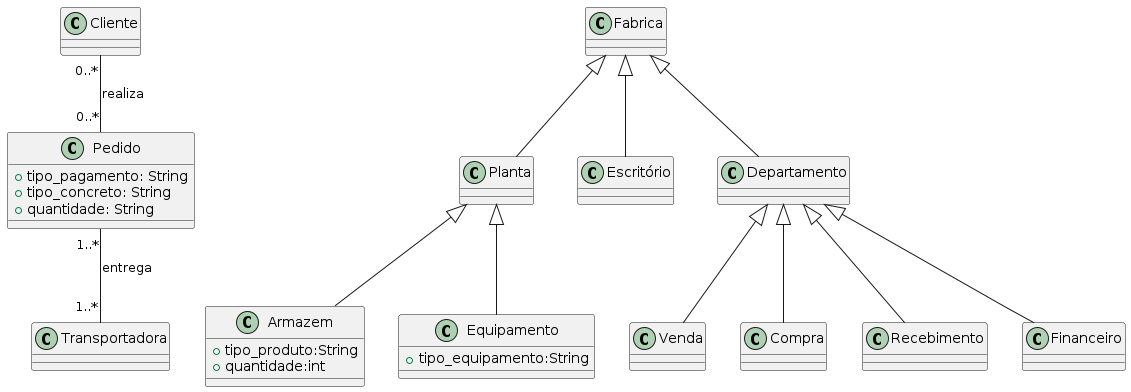 C Cliente
C Fabrica
0..*
realiza
0..*
C Pedido
tipo_pagamento: String
tipo_concreto: String
quantidade: String
C Planta
C Escritório
C Departamento
1..*
entrega
1..*
C Transportadora
C Armazem
tipo_produto:String
quantidade:int
C Equipamento
tipo_equipamento:String
C Venda
C Compra
C Recebimento
C Financeiro